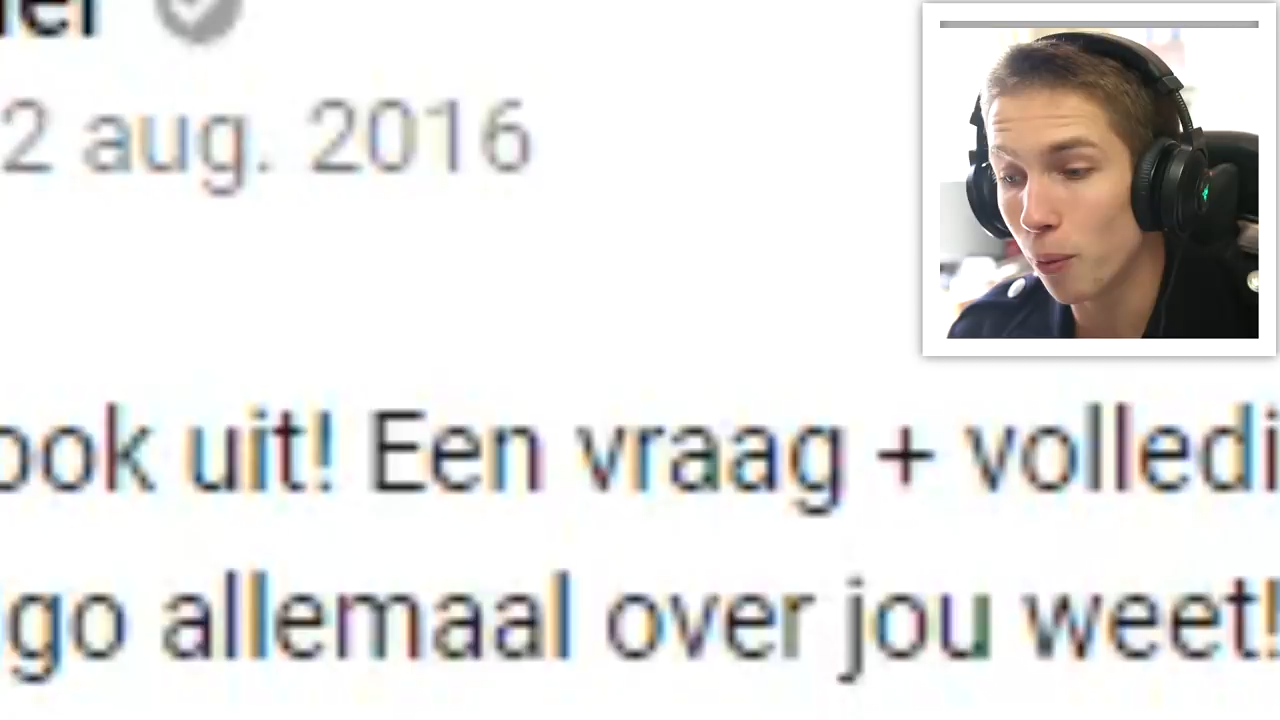 2 aug. 2016
ook uit! Een vraag + volledi
go allemaal over jou weet!